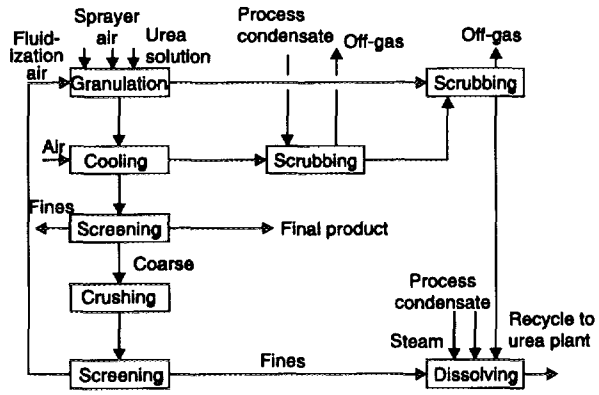 Sprayer
air
Fluid-
ization
air
Urea
solution
Process
condensate
Off-gas
Off-gas
Granulation
Scrubbing
Air
Cooling
Scrubbing
Fines
Screening
Final product
Coarse
Crushing
Process
condensate
Steam
Recycle to
urea plant
Screening
Fines
Dissolving